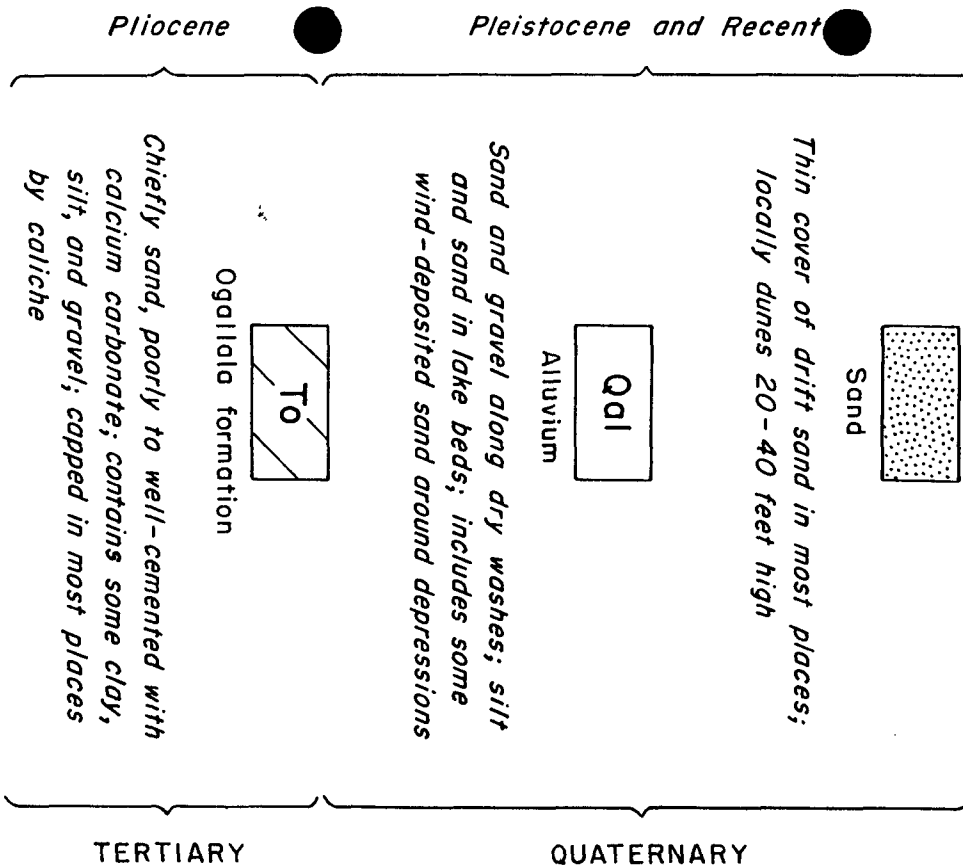 Pliocene
Pleistocene and Recent
Thin cover of drift sand in most places;
locally dunes 20-40 feet high
Sand
Qal
Alluvium
Sand and gravel along dry washes; silt
and sand in lake beds; includes some
wind-deposited sand around depressions
To
Ogallala formation
Chiefly sand, poorly to well-cemented with
calcium carbonate; contains some clay,
silt, and gravel; capped in most places
by caliche
TERTIARY
QUATERNARY